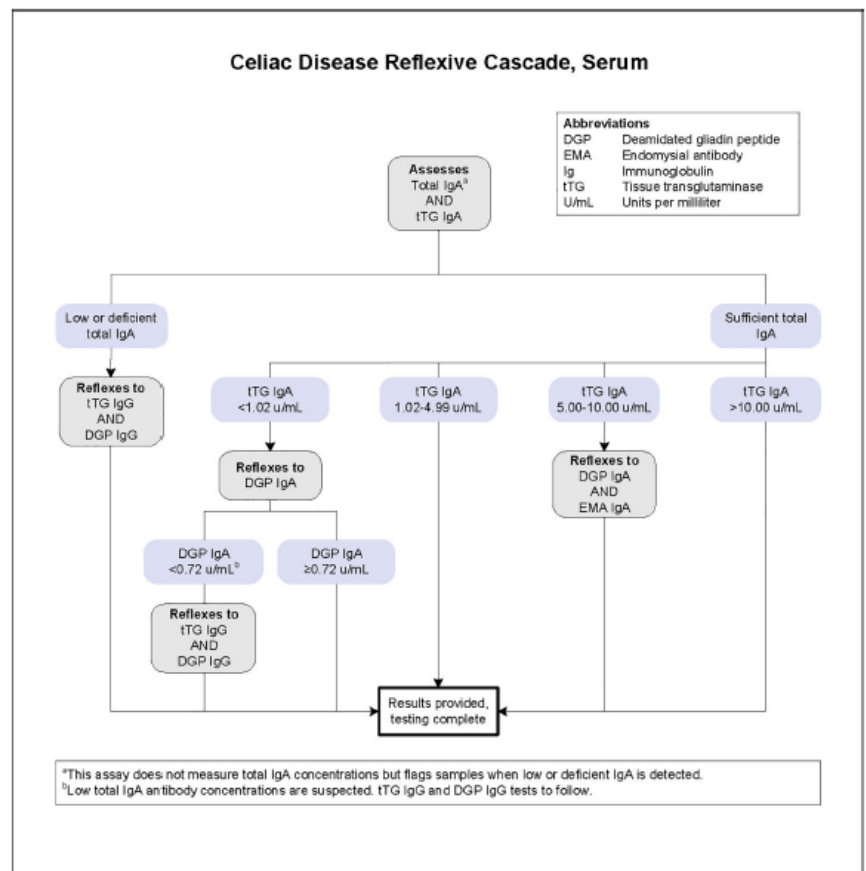 Celiac Disease Reflexive Cascade, Serum
Abbreviations
DGP Deamidated gliadin peptide
EMA Endomysial antibody
Ig Immunoglobulin
tTG Tissue transglutaminase
U/mL Units per milliliter
Assesses
Total IgAᵃ
AND
tTG IgA
Low or deficient
total IgA
Sufficient total
IgA
Reflexes to
tTG IgG
AND
DGP IgG
tTG IgA
<1.02 u/mL
tTG IgA
1.02-4.99 u/mL
tTG IgA
5.00-10.00 u/mL
tTG IgA
>10.00 u/mL
Reflexes to
DGP IgA
Reflexes to
DGP IgA
AND
EMA IgA
DGP IgA
<0.72 u/mLᵇ
DGP IgA
≥0.72 u/mL
Reflexes to
tTG IgG
AND
DGP IgG
Results provided,
testing complete
ᵃThis assay does not measure total IgA concentrations but flags samples when low or deficient IgA is detected.
ᵇLow total IgA antibody concentrations are suspected. tTG IgG and DGP IgG tests to follow.